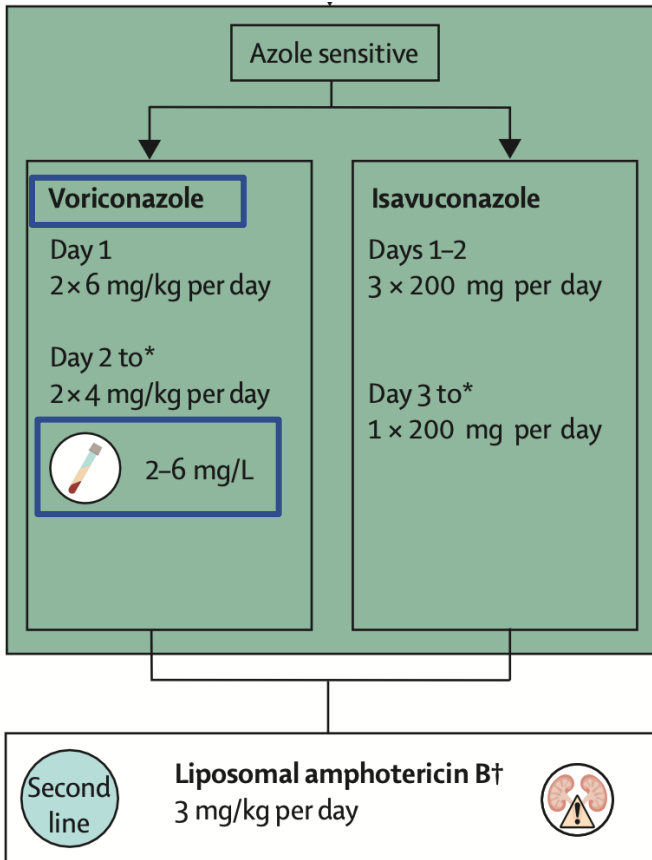 Azole sensitive
Voriconazole
Day 1
2×6 mg/kg per day
Day 2 to*
2×4 mg/kg per day
2–6 mg/L
Isavuconazole
Days 1–2
3 × 200 mg per day
Day 3 to*
1 × 200 mg per day
Second
line
Liposomal amphotericin B†
3 mg/kg per day